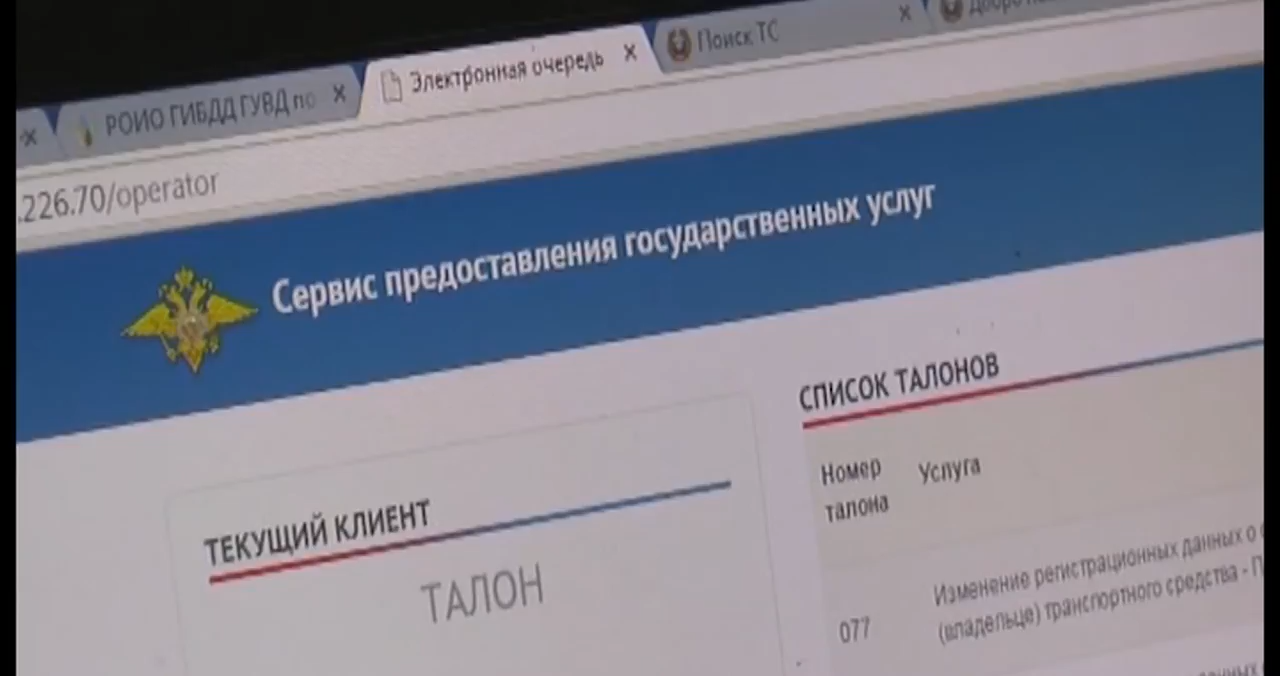 РОИО ГИБДД ГУВД по
Электронная очередь
Поиск ТС
.226.70/operator
Сервис предоставления государственных услуг
ТЕКУЩИЙ КЛИЕНТ
ТАЛОН
СПИСОК ТАЛОНОВ
Номер талона
Услуга
077
Изменение регистрационных данных о
(владельце) транспортного средства - П